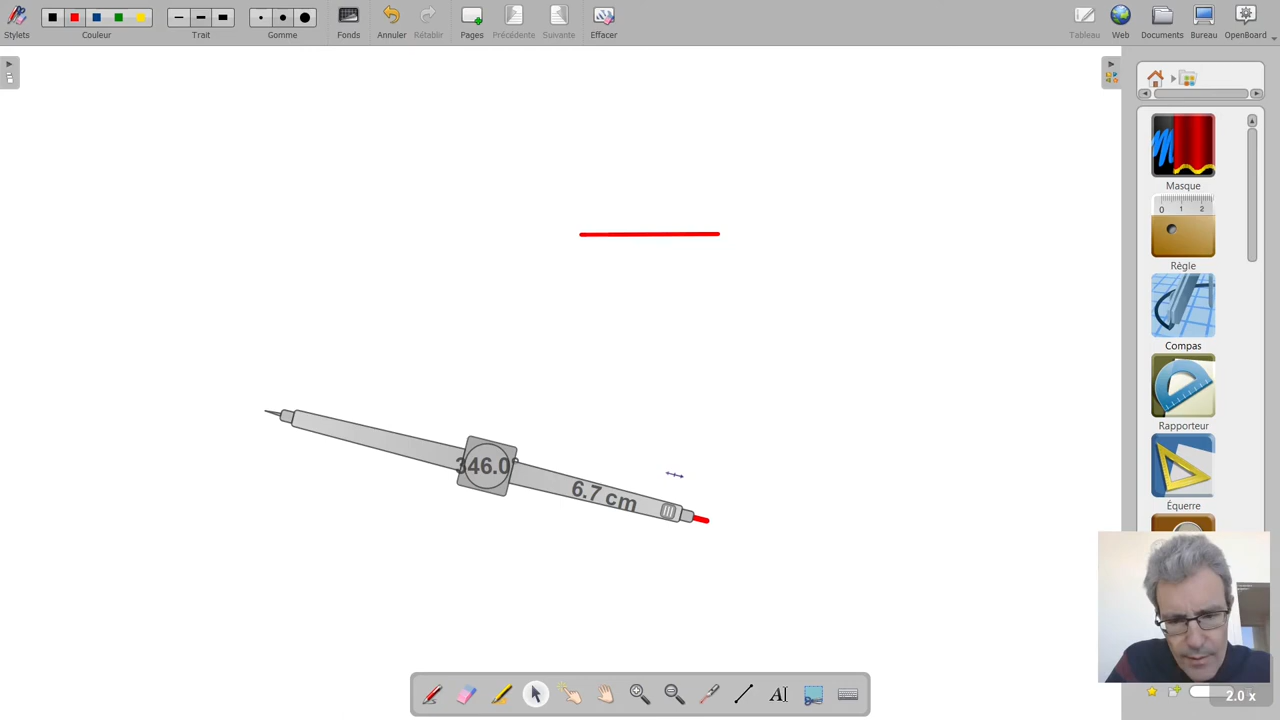 Stylets
Couleur
Trait
Gomme
Fonds
Annuler
Rétablir
Pages
Précédente
Suivante
Effacer
Tableau
Web
Documents
Bureau
OpenBoard
Masque
0 1 2
Règle
Compas
Rapporteur
Équerre
346.0°
6.7 cm
2.0 x